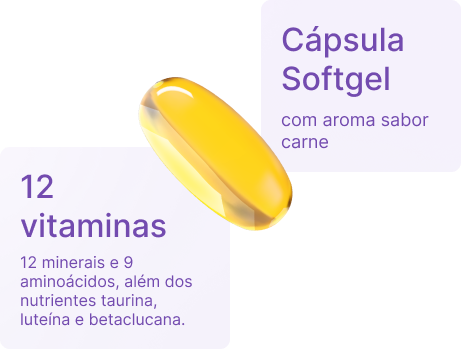 Cápsula
Softgel
com aroma sabor
carne
12
vitaminas
12 minerais e 9
aminoácidos, além dos
nutrientes taurina,
luteína e betaclucana.